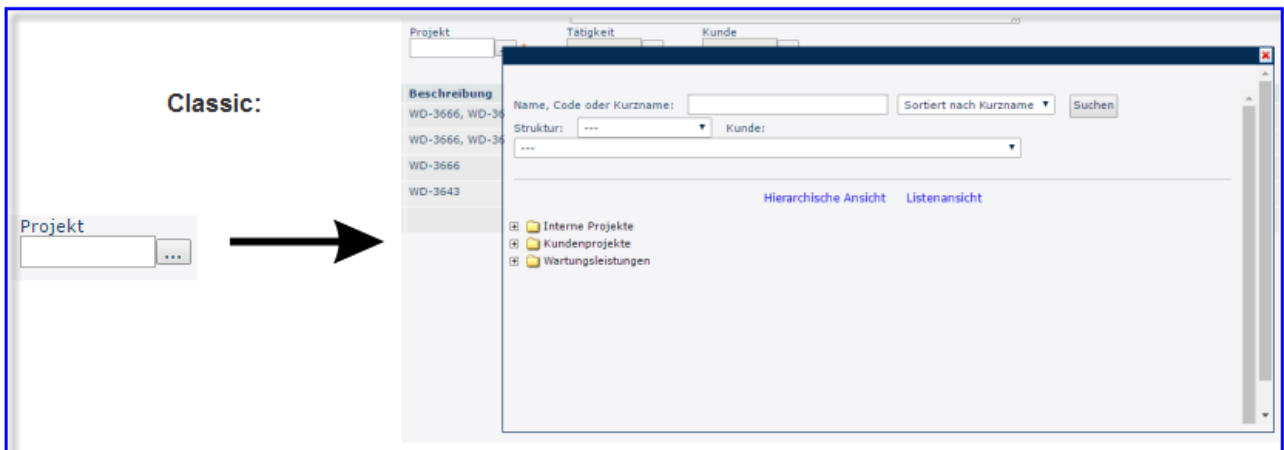 Classic:
Projekt
...
Projekt Tätigkeit Kunde
Beschreibung
WD-3666, WD-36
WD-3666, WD-36
WD-3666
WD-3643
Name, Code oder Kurzname: Sortiert nach Kurzname Suchen
Struktur: --- Kunde:
---
Hierarchische Ansicht Listenansicht
Interne Projekte
Kundenprojekte
Wartungsleistungen